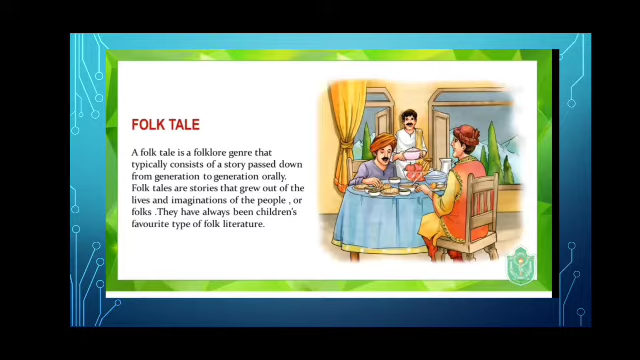 FOLK TALE
A folk tale is a folklore genre that
typically consists of a story passed down
from generation to generation orally.
Folk tales are stories that grew out of the
lives and imaginations of the people , or
folks .They have always been children's
favourite type of folk literature.